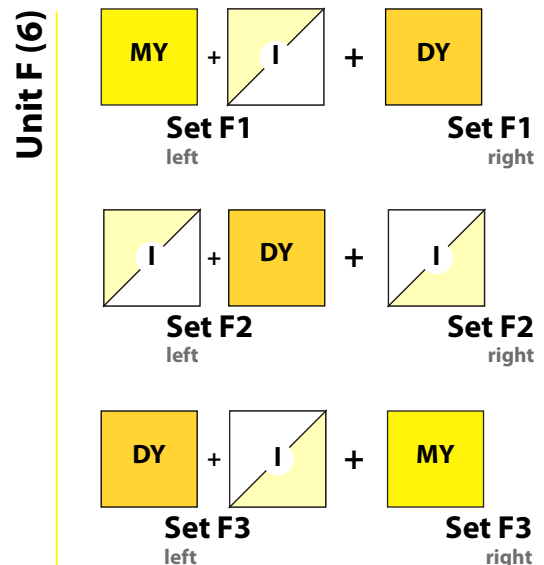 Unit F (6)
MY + I + DY
Set F1 Set F1
left right
I + DY + I
Set F2 Set F2
left right
DY + I + MY
Set F3 Set F3
left right